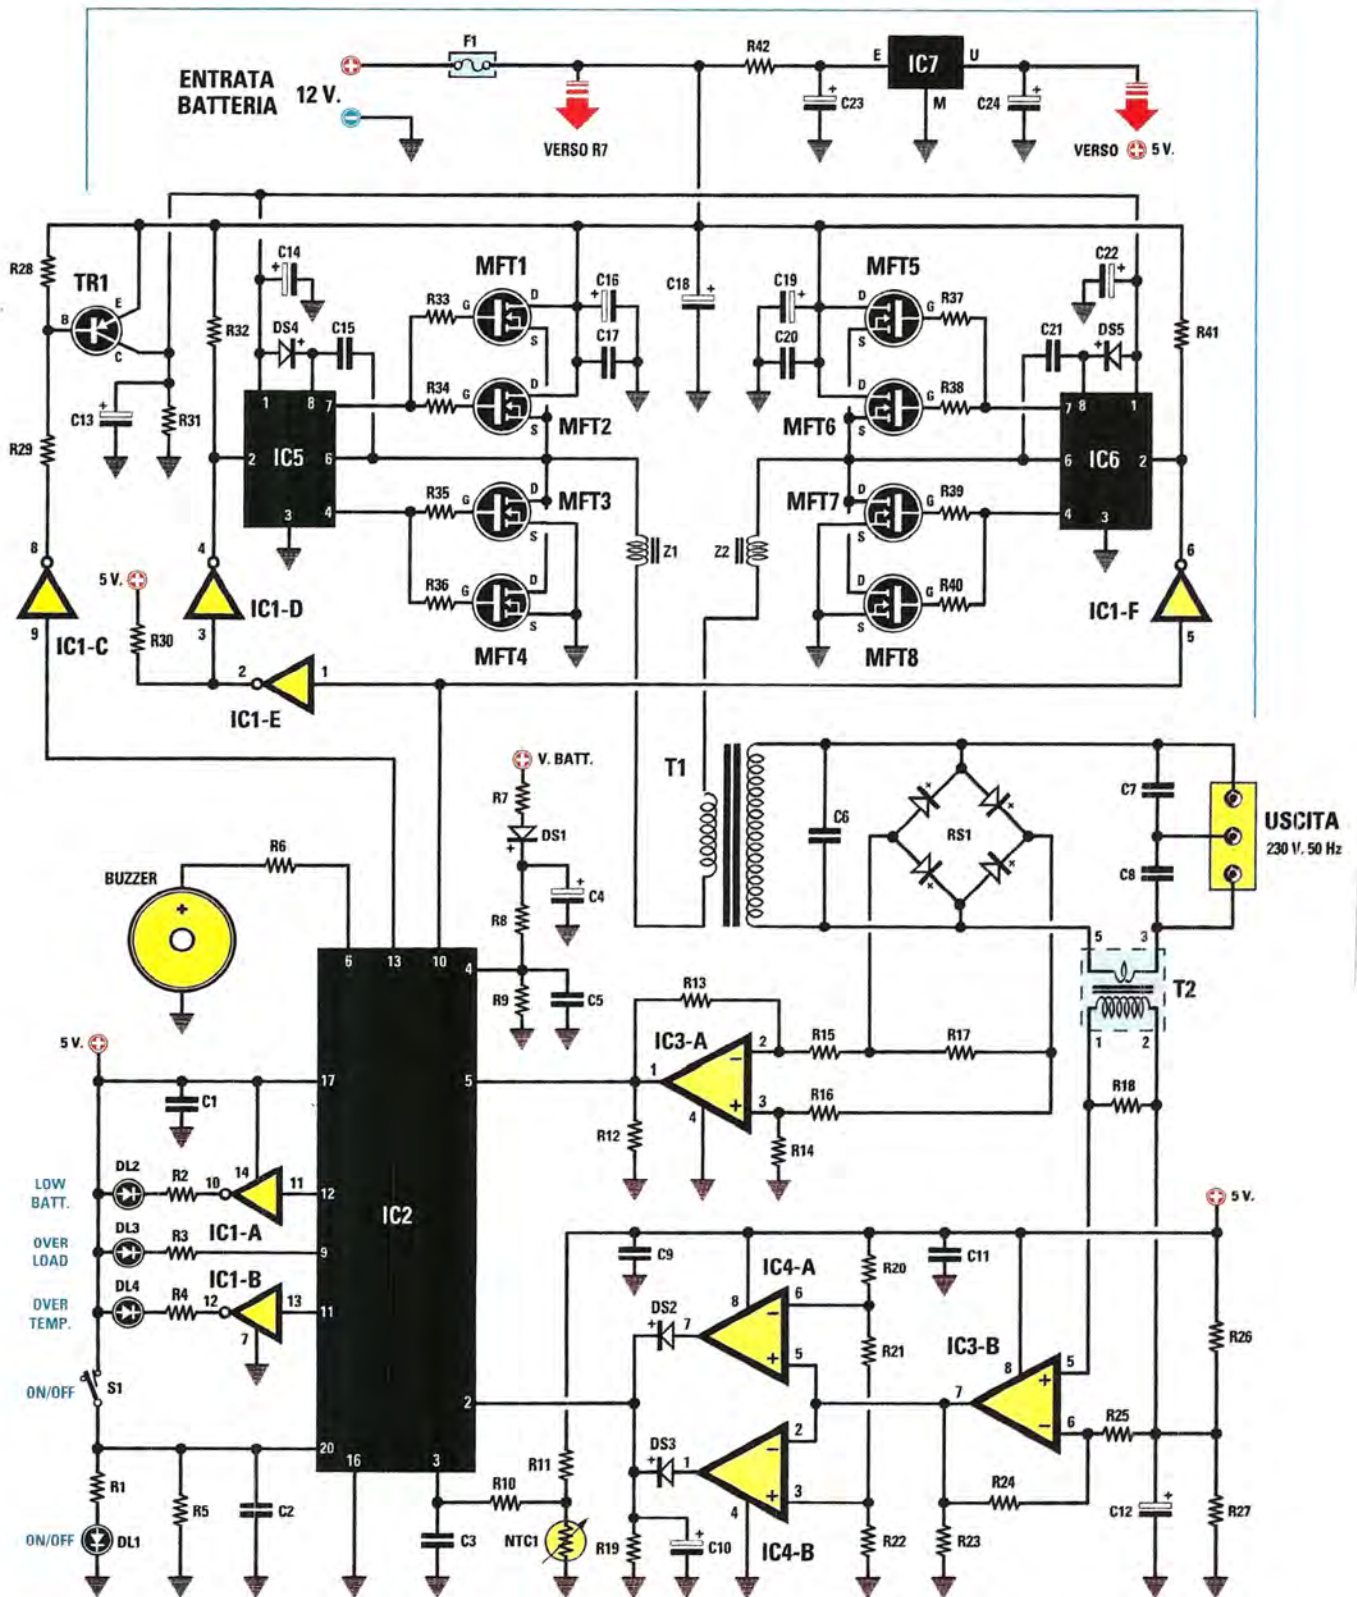 F1
R42
E
IC7
U
ENTRATA
BATTERIA
12 V.
+
C23
M
C24
+
VERSO R7
VERSO + 5 V.
R28
TR1
E
B
C
C13
+
R31
R32
C14
+
DS4
+
C15
R33
MFT1
G
D
S
C16
+
C17
C18
+
C19
+
C20
MFT5
D
G
S
R37
C22
+
C21
DS5
+
R41
R29
1
8
7
2
IC5
6
4
3
R34
G
D
S
MFT2
R38
D
G
S
MFT6
7
8
1
6
IC6
2
4
3
R35
G
D
S
MFT3
R39
D
G
S
MFT7
Z1
Z2
R36
G
D
S
MFT4
R40
D
G
S
MFT8
8
IC1-C
9
5 V.
R30
4
IC1-D
3
2
1
IC1-E
6
IC1-F
5
V. BATT.
R7
DS1
+
R8
C4
+
R9
C5
T1
C6
RS1
C7
C8
USCITA
230 V. 50 Hz
BUZZER
+
R6
5
3
T2
1
2
6
13
10
4
R13
IC3-A
2
R15
R17
1
3
R16
R18
4
R12
R14
5 V.
17
5
C1
DL2
R2
10
14
11
12
LOW
BATT.
IC1-A
IC2
DL3
R3
9
OVER
LOAD
IC1-B
DL4
R4
12
13
11
7
OVER
TEMP.
5 V.
C9
IC4-A
C11
R20
DS2
+
7
8
6
5
R21
IC3-B
8
5
R26
7
6
R25
ON/OFF
S1
2
DS3
+
1
2
3
4
IC4-B
R24
20
16
3
R11
R10
R1
R5
C2
C3
NTC1
R19
C10
+
R22
R23
C12
+
R27
ON/OFF
DL1